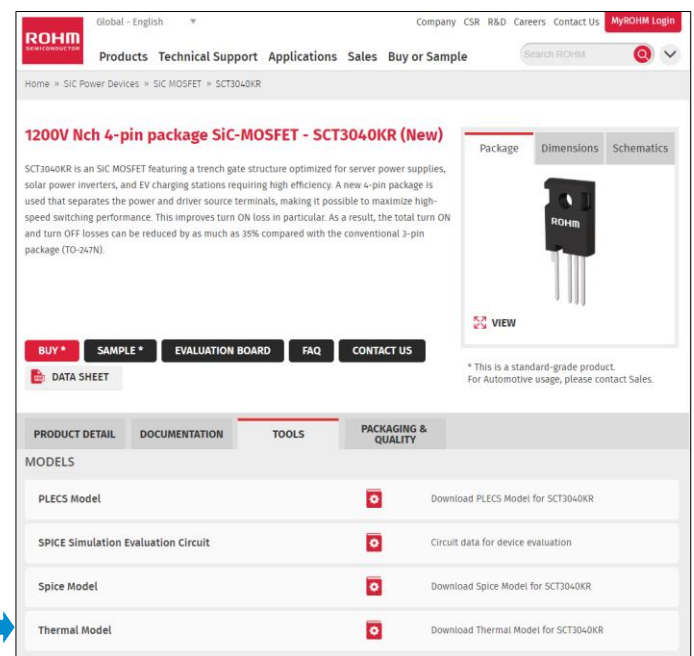 Global - English
Company CSR R&D Careers Contact Us MyROHM Login
ROHM
SEMICONDUCTOR
Products Technical Support Applications Sales Buy or Sample
Search ROHM
Home » SiC Power Devices » SiC MOSFET » SCT3040KR
1200V Nch 4-pin package SiC-MOSFET - SCT3040KR (New)
SCT3040KR is an SiC MOSFET featuring a trench gate structure optimized for server power supplies,
solar power inverters, and EV charging stations requiring high efficiency. A new 4-pin package is
used that separates the power and driver source terminals, making it possible to maximize high-
speed switching performance. This improves turn ON loss in particular. As a result, the total turn ON
and turn OFF losses can be reduced by as much as 35% compared with the conventional 3-pin
package (TO-247N).
Package Dimensions Schematics
ROHM
VIEW
BUY * SAMPLE * EVALUATION BOARD FAQ CONTACT US
DATA SHEET
* This is a standard-grade product.
For Automotive usage, please contact Sales.
PRODUCT DETAIL DOCUMENTATION TOOLS PACKAGING &
QUALITY
MODELS
PLECS Model Download PLECS Model for SCT3040KR
SPICE Simulation Evaluation Circuit Circuit data for device evaluation
Spice Model Download Spice Model for SCT3040KR
Thermal Model Download Thermal Model for SCT3040KR